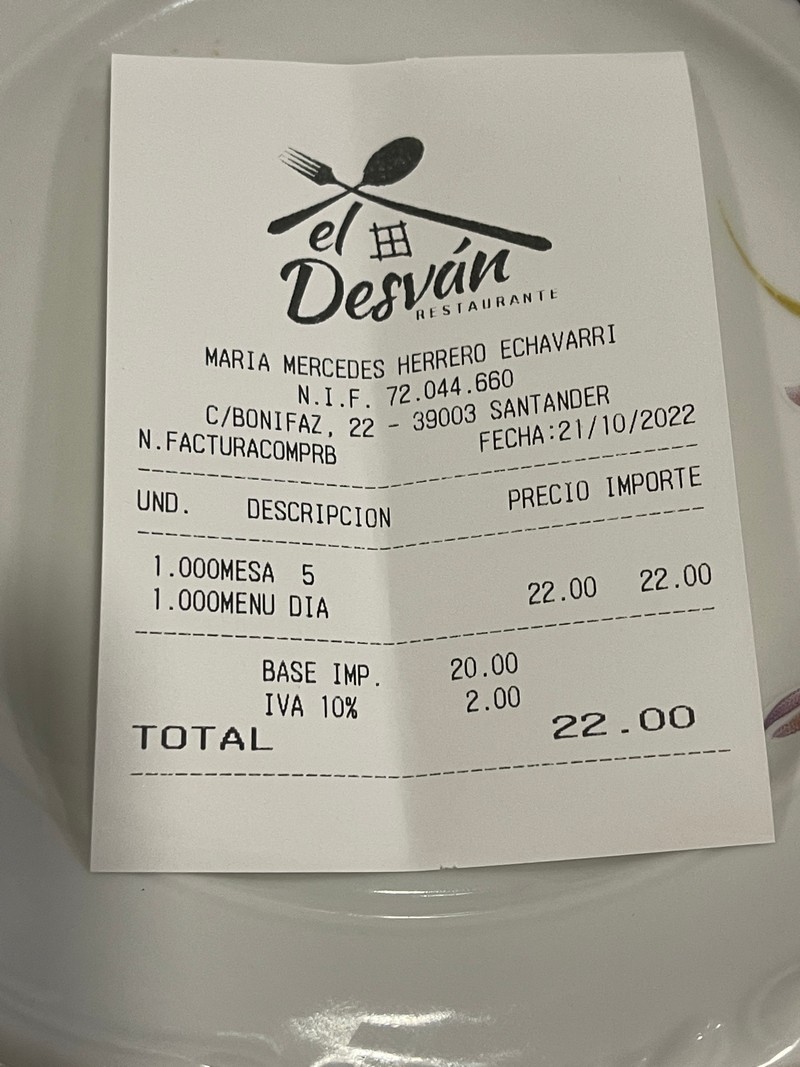 el
Desván
RESTAURANTE
MARIA MERCEDES HERRERO ECHAVARRI
N.I.F. 72.044.660
C/BONIFAZ, 22 - 39003 SANTANDER
N.FACTURACOMPRB FECHA:21/10/2022
UND. DESCRIPCION PRECIO IMPORTE
1.000MESA 5
1.000MENU DIA 22.00 22.00
BASE IMP. 20.00
IVA 10% 2.00
TOTAL 22.00